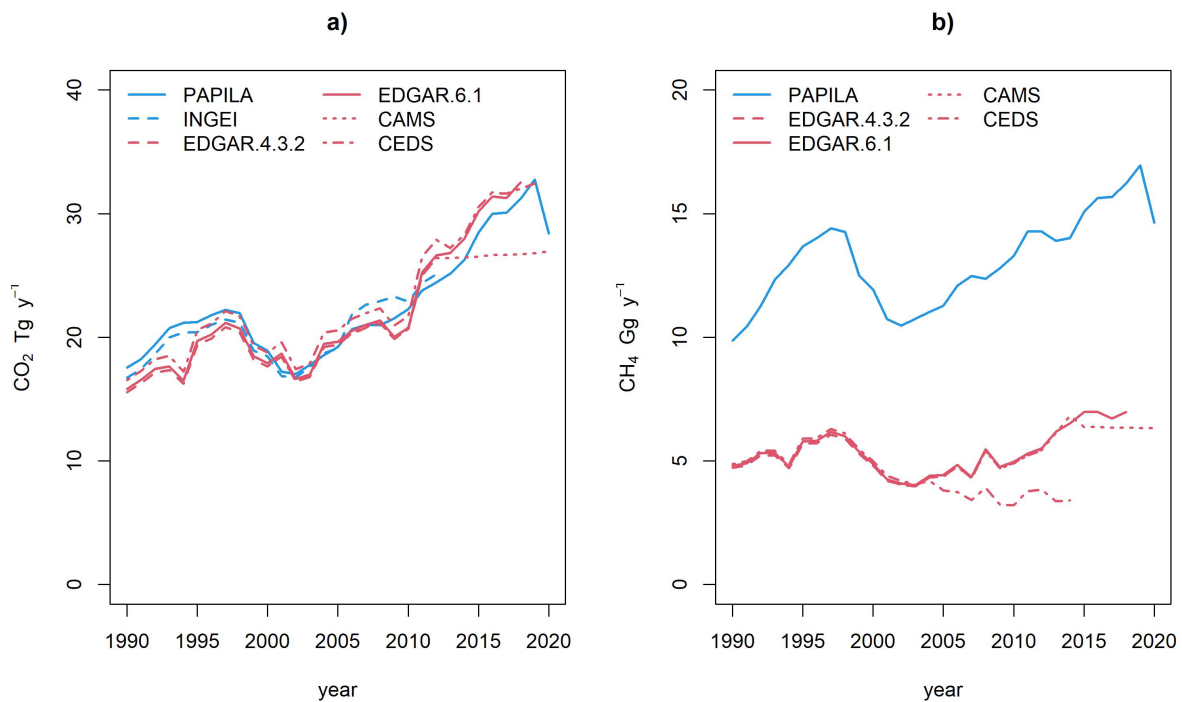 a)
CO₂ Tg y⁻¹
40
30
20
10
0
PAPILA
INGEI
EDGAR.4.3.2
EDGAR.6.1
CAMS
CEDS
1990 1995 2000 2005 2010 2015 2020
year
b)
CH₄ Gg y⁻¹
20
15
10
5
0
PAPILA
EDGAR.4.3.2
EDGAR.6.1
CAMS
CEDS
1990 1995 2000 2005 2010 2015 2020
year